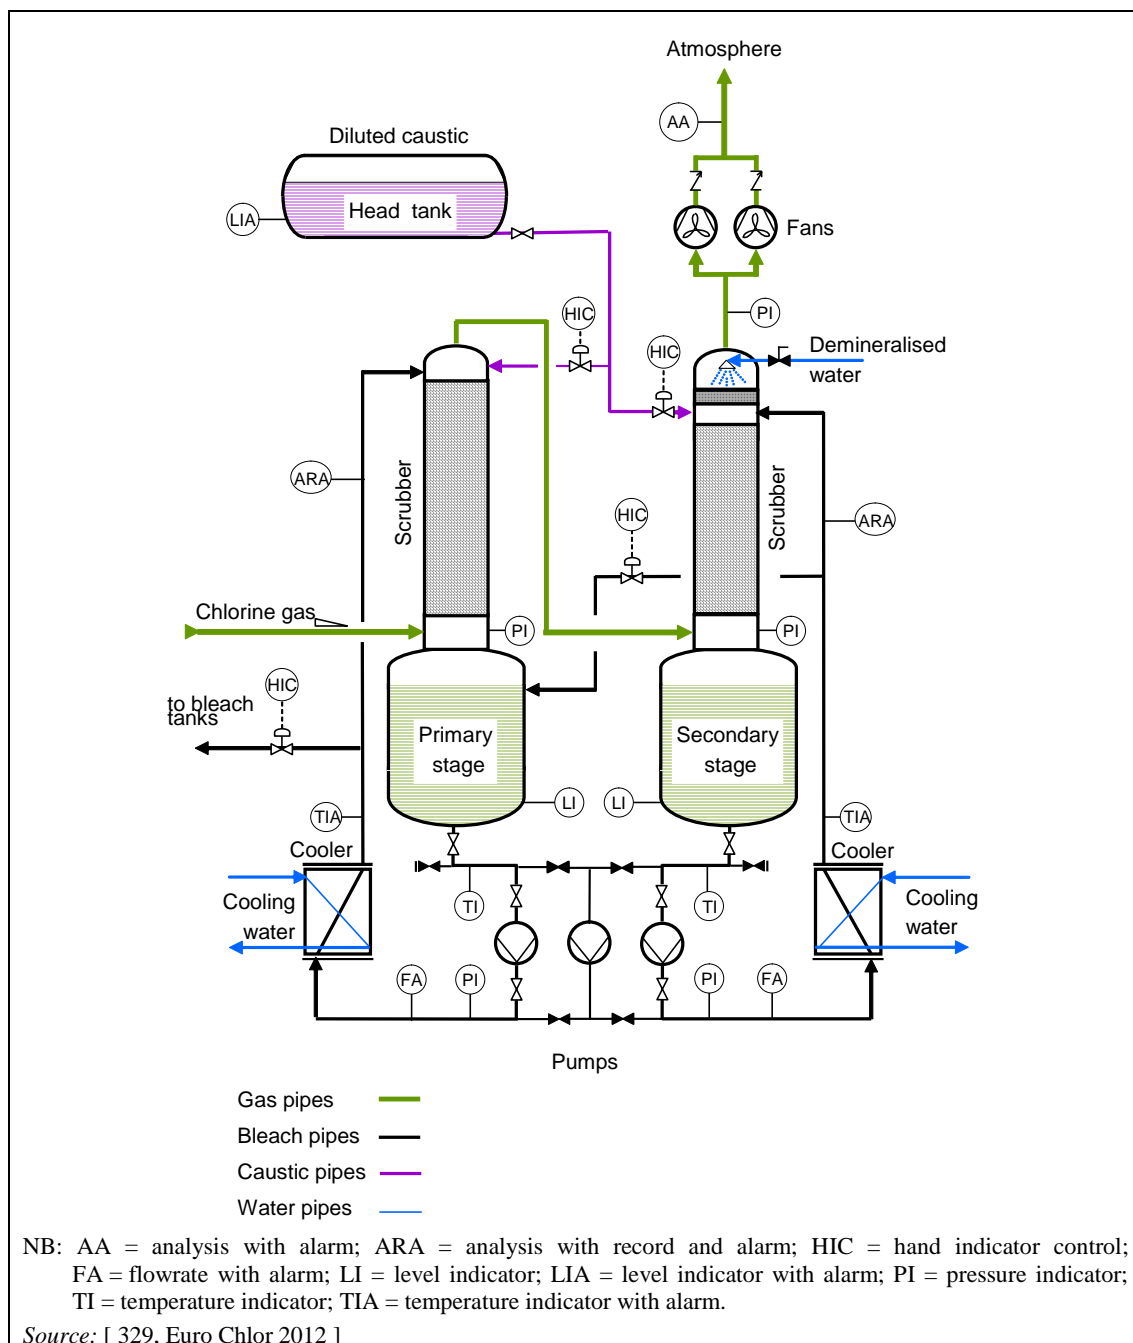 Atmosphere
AA
Diluted caustic
LIA
Head tank
Fans
HIC
PI
HIC
Demineralised
water
ARA
Scrubber
HIC
Scrubber
ARA
Chlorine gas
PI
PI
to bleach
tanks
HIC
Primary
stage
Secondary
stage
LI
LI
TIA
TIA
Cooler
Cooler
Cooling
water
TI
TI
Cooling
water
FA
PI
PI
FA
Pumps
Gas pipes
Bleach pipes
Caustic pipes
Water pipes
NB: AA = analysis with alarm; ARA = analysis with record and alarm; HIC = hand indicator control;
FA = flowrate with alarm; LI = level indicator; LIA = level indicator with alarm; PI = pressure indicator;
TI = temperature indicator; TIA = temperature indicator with alarm.
Source: [ 329, Euro Chlor 2012 ]